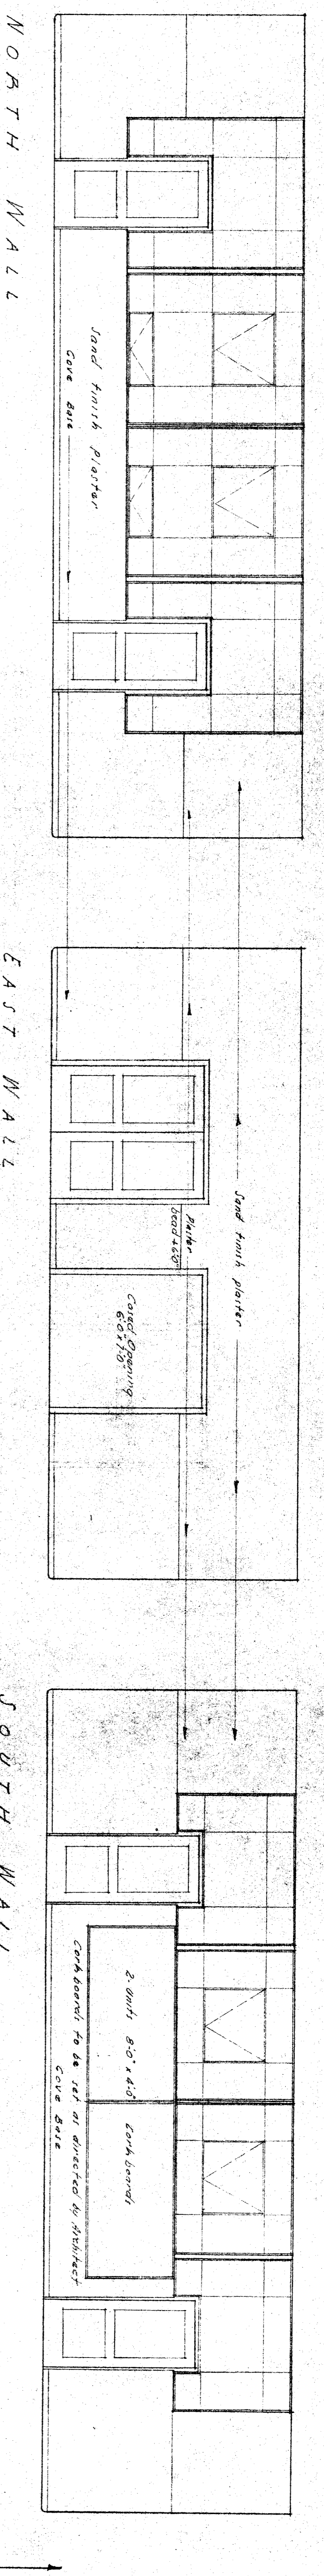 NORTH WALL
Sand finish plaster
Cove Base
EAST WALL
Sand finish plaster
Plaster
bead + 6'0"
Cased Opening
6'0" x 7'0"
SOUTH WALL
2 - Units 8'-0" x 4'-0" Corkboards
Corkboards to be set as directed by Architect
Cove Base